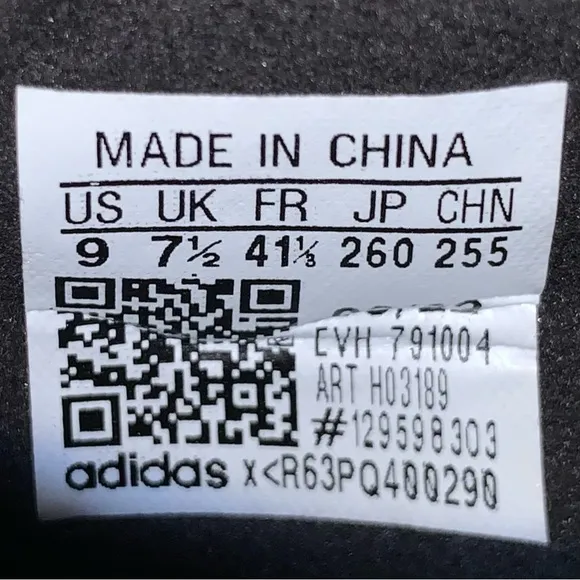 MADE IN CHINA
US UK FR JP CHN
9 7½ 41⅓ 260 255
EVH 791004
ART H03189
#129598303
adidas x<R63PQ400290